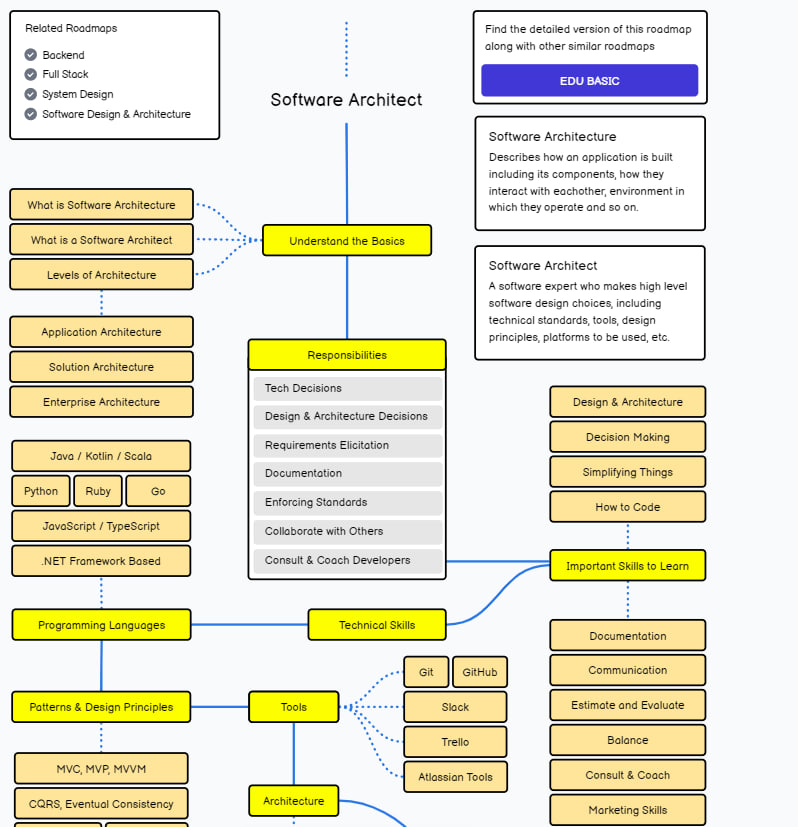 Related Roadmaps
Backend
Full Stack
System Design
Software Design & Architecture
Software Architect
Find the detailed version of this roadmap
along with other similar roadmaps
EDU BASIC
Software Architecture
Describes how an application is built
including its components, how they
interact with eachother, environment in
which they operate and so on.
Software Architect
A software expert who makes high level
software design choices, including
technical standards, tools, design
principles, platforms to be used, etc.
What is Software Architecture
What is a Software Architect
Levels of Architecture
Understand the Basics
Application Architecture
Solution Architecture
Enterprise Architecture
Responsibilities
Tech Decisions
Design & Architecture Decisions
Requirements Elicitation
Documentation
Enforcing Standards
Collaborate with Others
Consult & Coach Developers
Design & Architecture
Decision Making
Simplifying Things
How to Code
Important Skills to Learn
Java / Kotlin / Scala
Python
Ruby
Go
JavaScript / TypeScript
.NET Framework Based
Programming Languages
Technical Skills
Documentation
Communication
Estimate and Evaluate
Balance
Consult & Coach
Marketing Skills
Patterns & Design Principles
Tools
Git
GitHub
Slack
Trello
Atlassian Tools
MVC, MVP, MVVM
CQRS, Eventual Consistency
Architecture